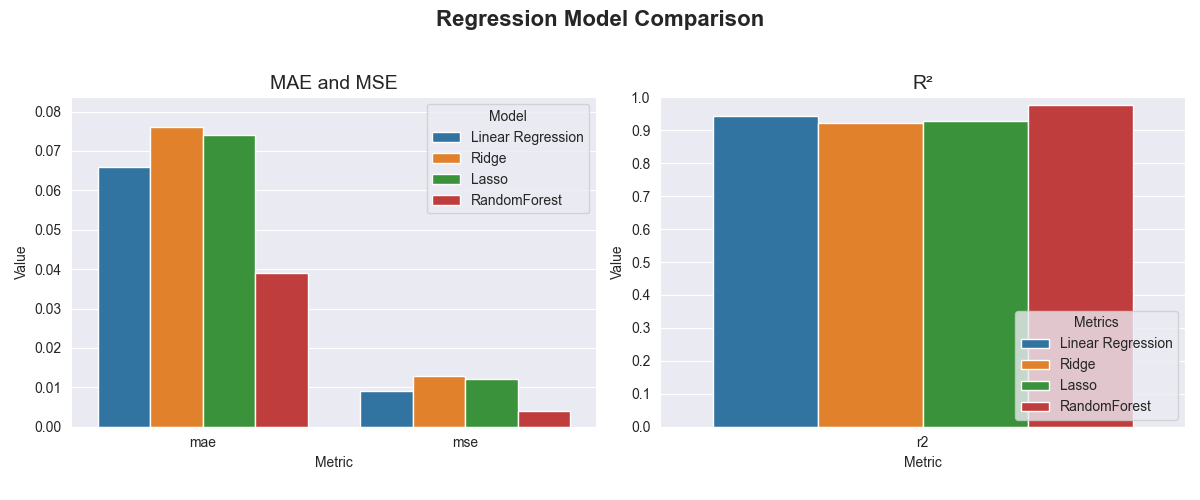 Regression Model Comparison
MAE and MSE
Value
0.08
0.07
0.06
0.05
0.04
0.03
0.02
0.01
0.00
Model
Linear Regression
Ridge
Lasso
RandomForest
mae mse
Metric
R²
Value
1.0
0.9
0.8
0.7
0.6
0.5
0.4
0.3
0.2
0.1
0.0
Metrics
Linear Regression
Ridge
Lasso
RandomForest
r2
Metric